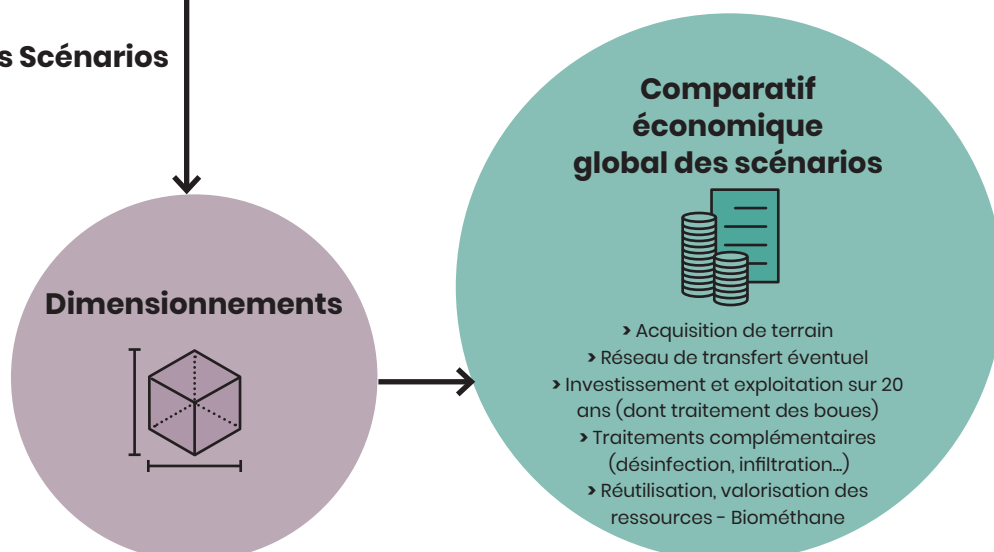 s Scénarios
Comparatif
économique
global des scénarios
Dimensionnements
> Acquisition de terrain
> Réseau de transfert éventuel
> Investissement et exploitation sur 20
ans (dont traitement des boues)
> Traitements complémentaires
(désinfection, infiltration...)
> Réutilisation, valorisation des
ressources - Biométhane